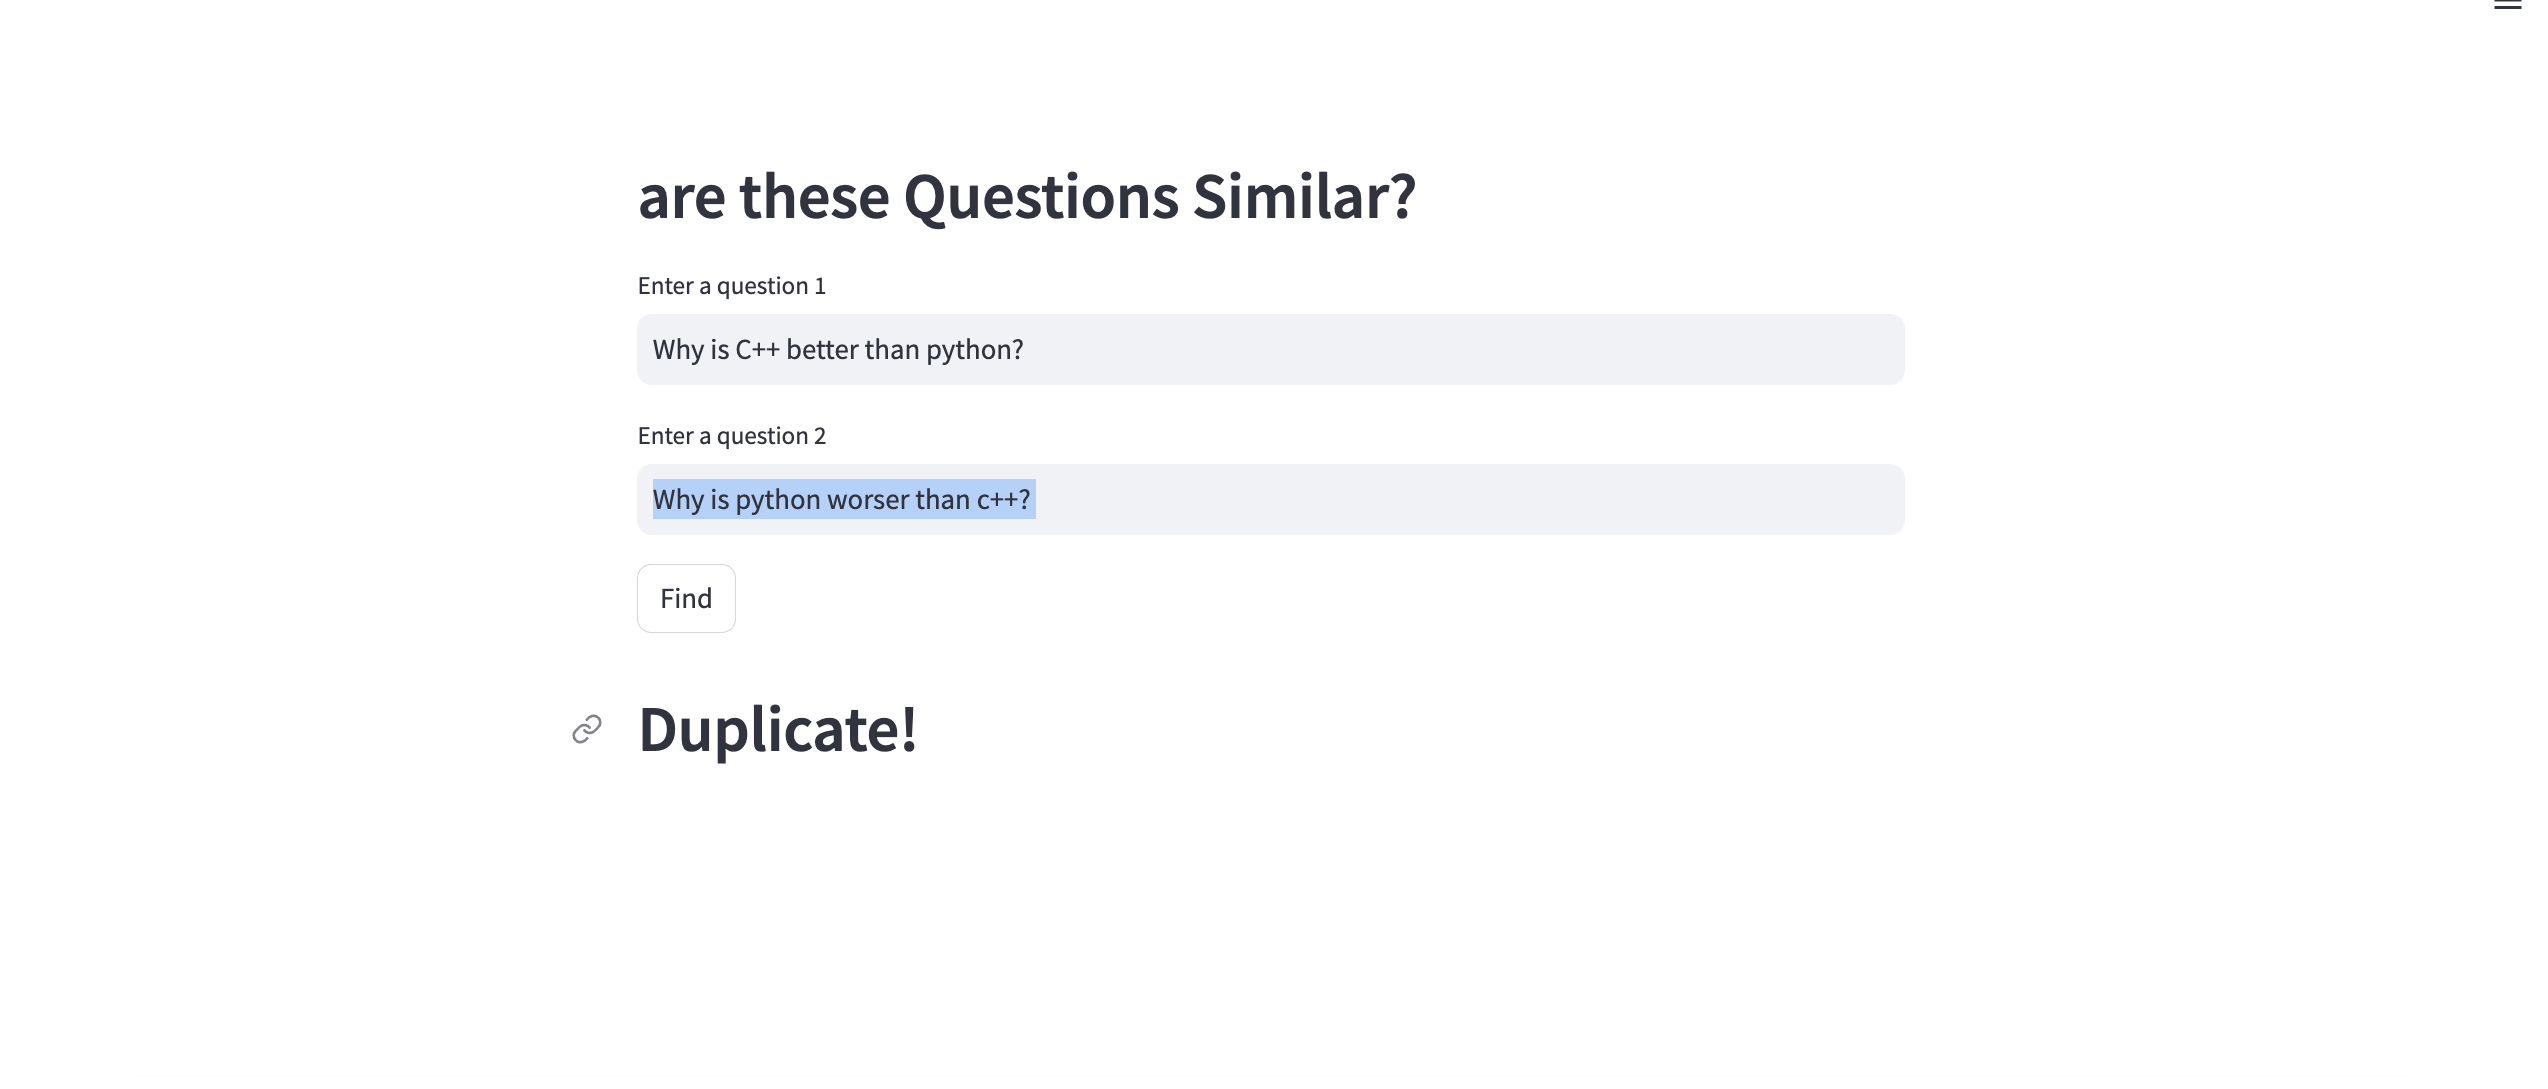 are these Questions Similar?
Enter a question 1
Why is C++ better than python?
Enter a question 2
Why is python worser than c++?
Find
Duplicate!